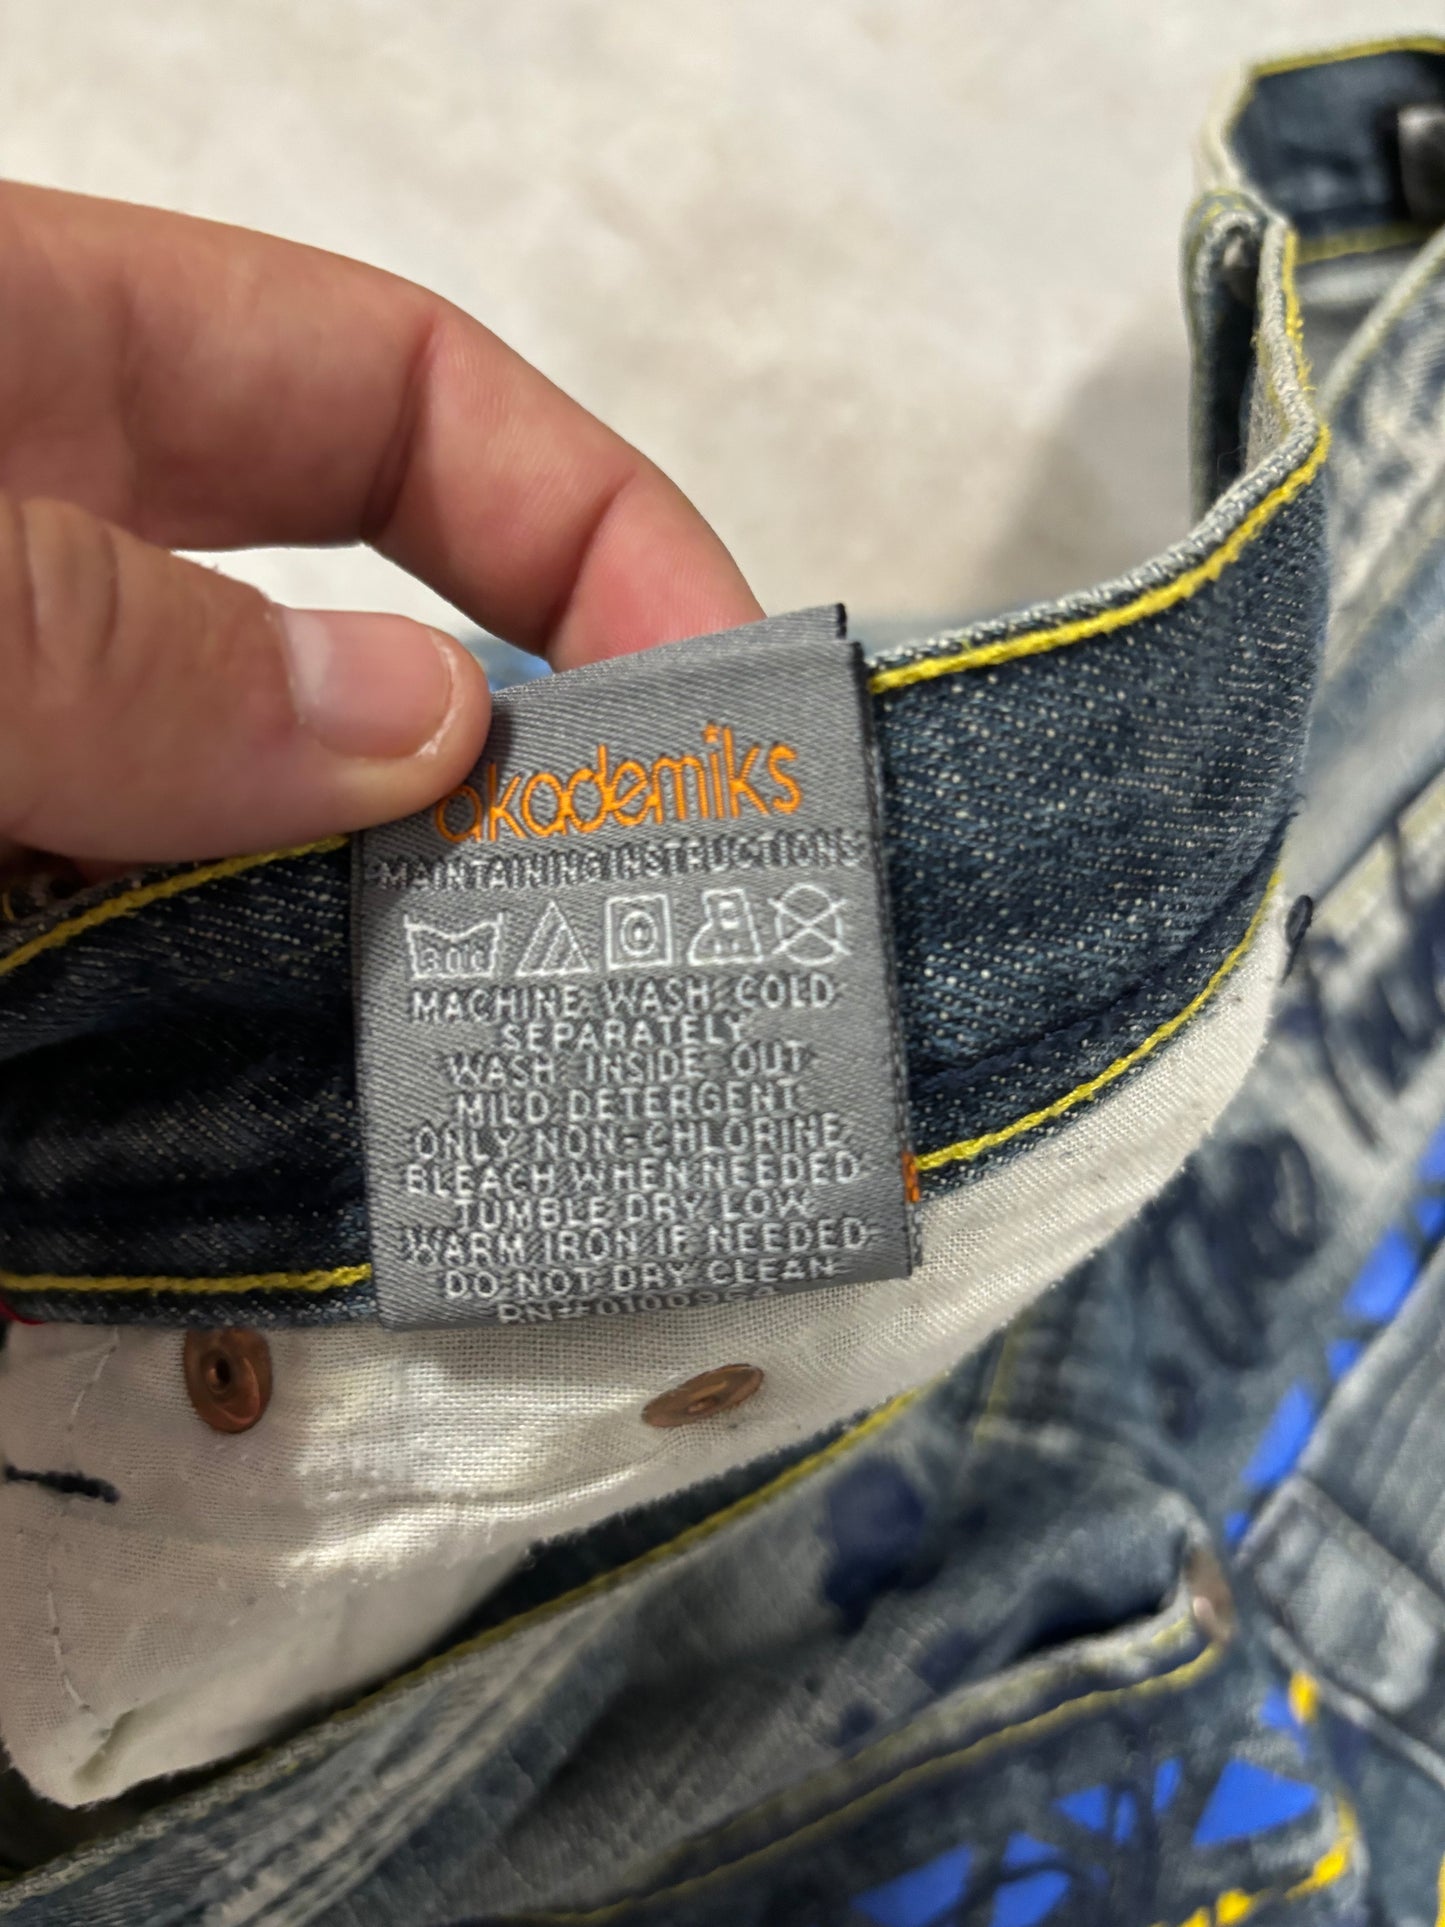 akademiks
MAINTAINING INSTRUCTIONS
30c
MACHINE WASH COLD
SEPARATELY
WASH INSIDE OUT
MILD DETERGENT
ONLY NON-CHLORINE
BLEACH WHEN NEEDED
TUMBLE DRY LOW
WARM IRON IF NEEDED
DO NOT DRY CLEAN